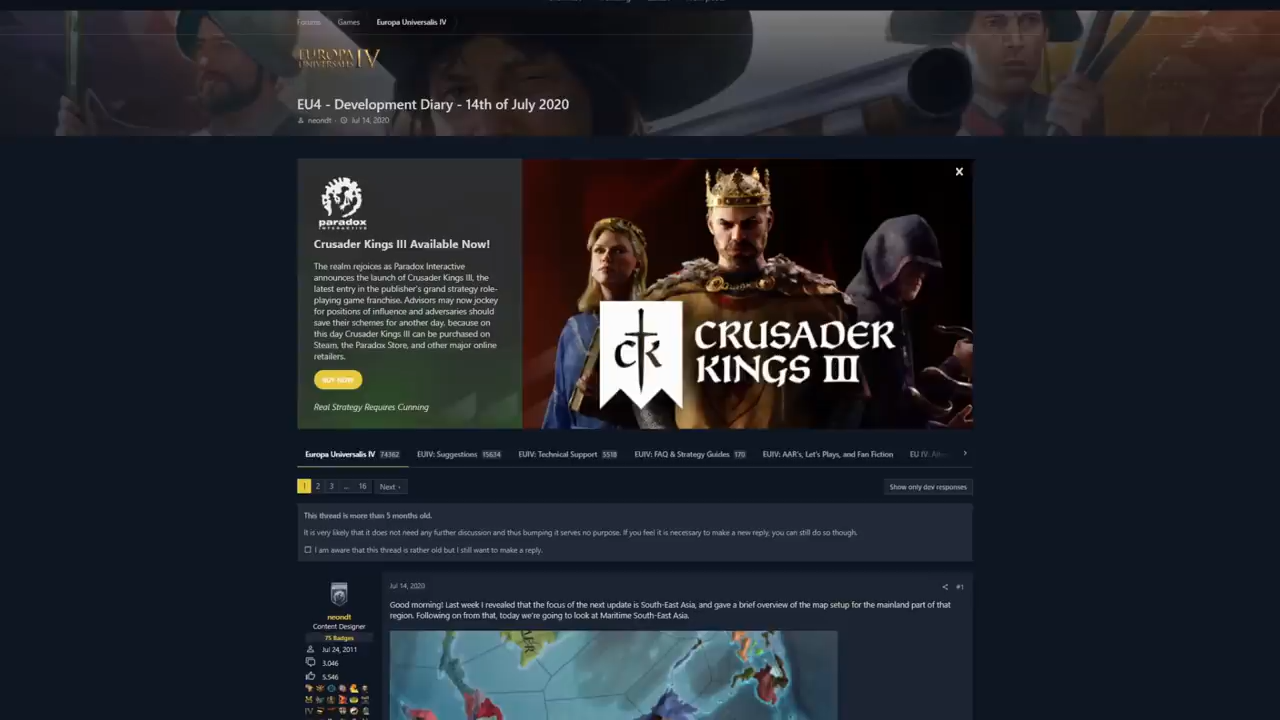 Forums Games Europa Universalis IV
EUROPA
UNIVERSALIS IV
EU4 - Development Diary - 14th of July 2020
neondt · Jul 14, 2020
paradox
INTERACTIVE
Crusader Kings III Available Now!
The realm rejoices as Paradox Interactive
announces the launch of Crusader Kings III, the
latest entry in the publisher's grand strategy role-
playing game franchise. Advisors may now jockey
for positions of influence and adversaries should
save their schemes for another day, because on
this day Crusader Kings III can be purchased on
Steam, the Paradox Store, and other major online
retailers.
BUY NOW!
Real Strategy Requires Cunning
X
CK
CRUSADER
KINGS III
Europa Universalis IV 74362 EUIV: Suggestions 15634 EUIV: Technical Support 5518 EUIV: FAQ & Strategy Guides 170 EUIV: AAR's, Let's Plays, and Fan Fiction EU IV:
1 2 3 ... 16 Next
Show only dev responses
This thread is more than 5 months old.
It is very likely that it does not need any further discussion and thus bumping it serves no purpose. If you feel it is necessary to make a new reply, you can still do so though.
I am aware that this thread is rather old but I still want to make a reply.
neondt
Content Designer
75 Badges
Jul 24, 2011
3.046
5.546
Jul 14, 2020
#1
Good morning! Last week I revealed that the focus of the next update is South-East Asia, and gave a brief overview of the map setup for the mainland part of that
region. Following on from that, today we're going to look at Maritime South-East Asia.